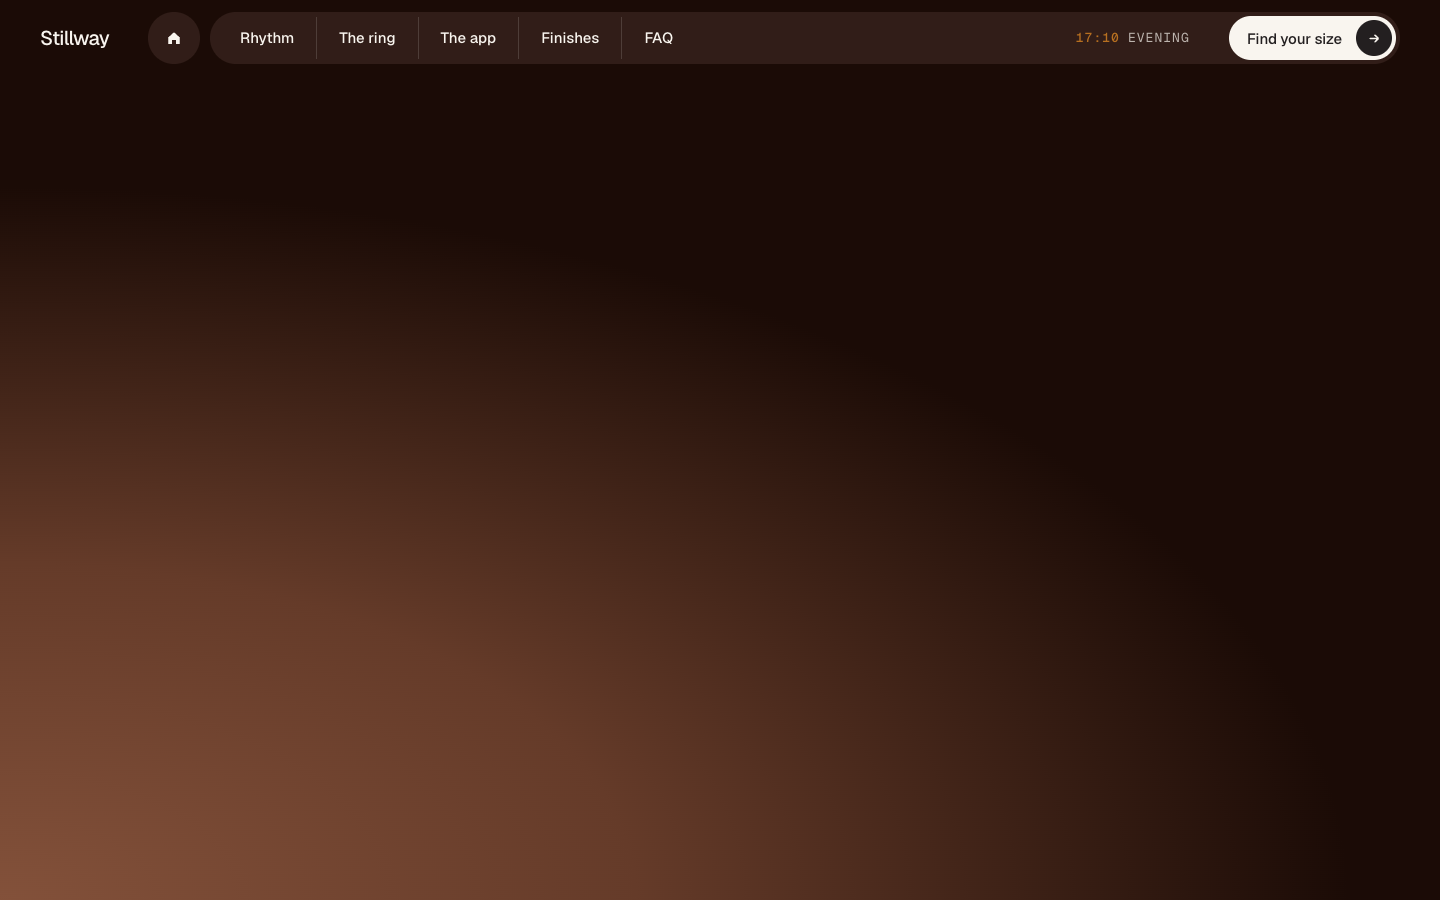 Stillway
Rhythm
The ring
The app
Finishes
FAQ
17:10 EVENING
Find your size